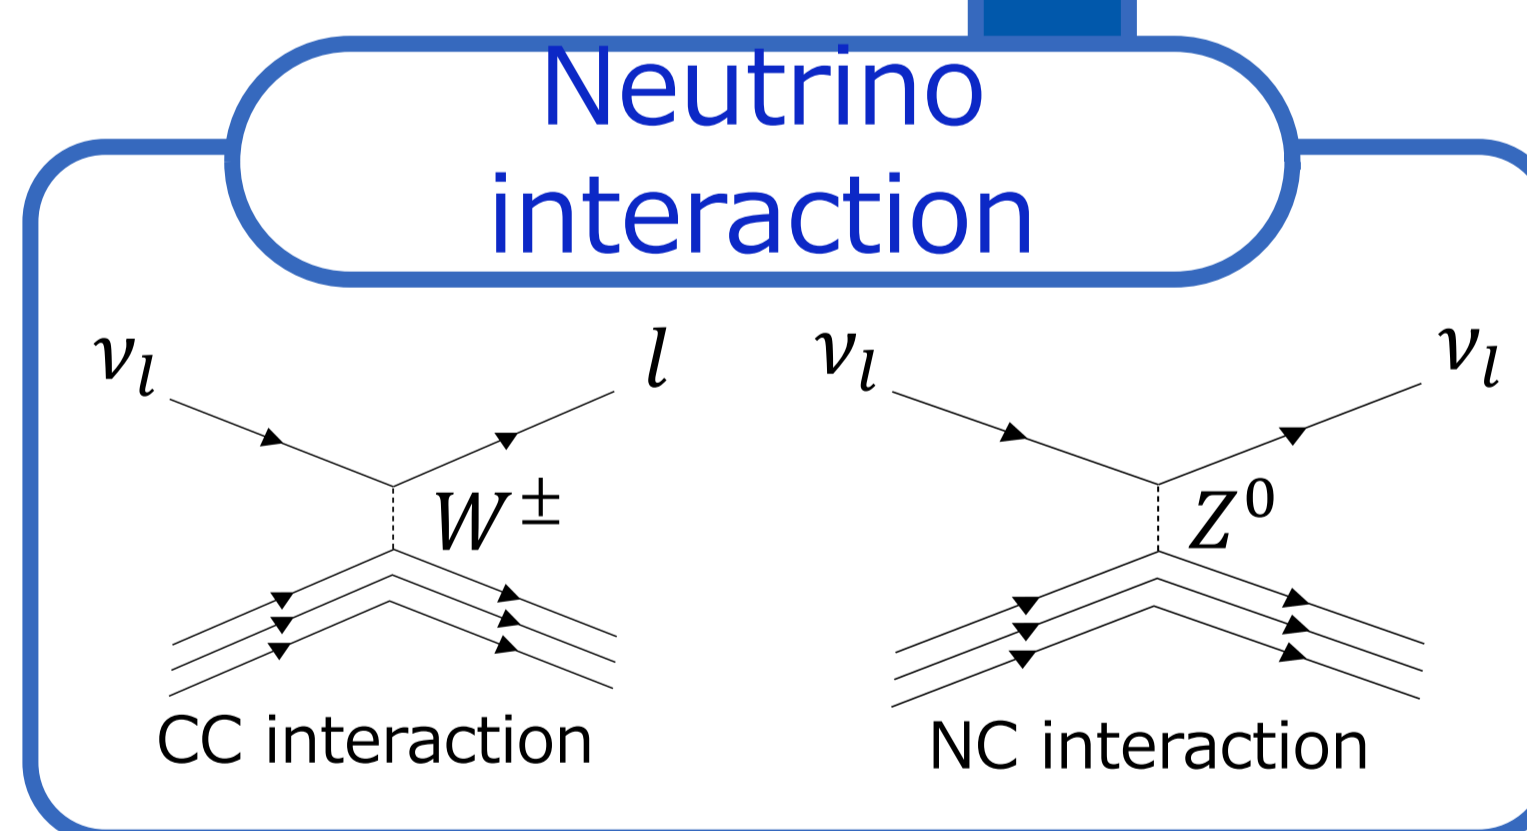 Neutrino
interaction
𝜈𝑙 𝑙 𝜈𝑙 𝜈𝑙
𝑊± 𝑍⁰
CC interaction NC interaction